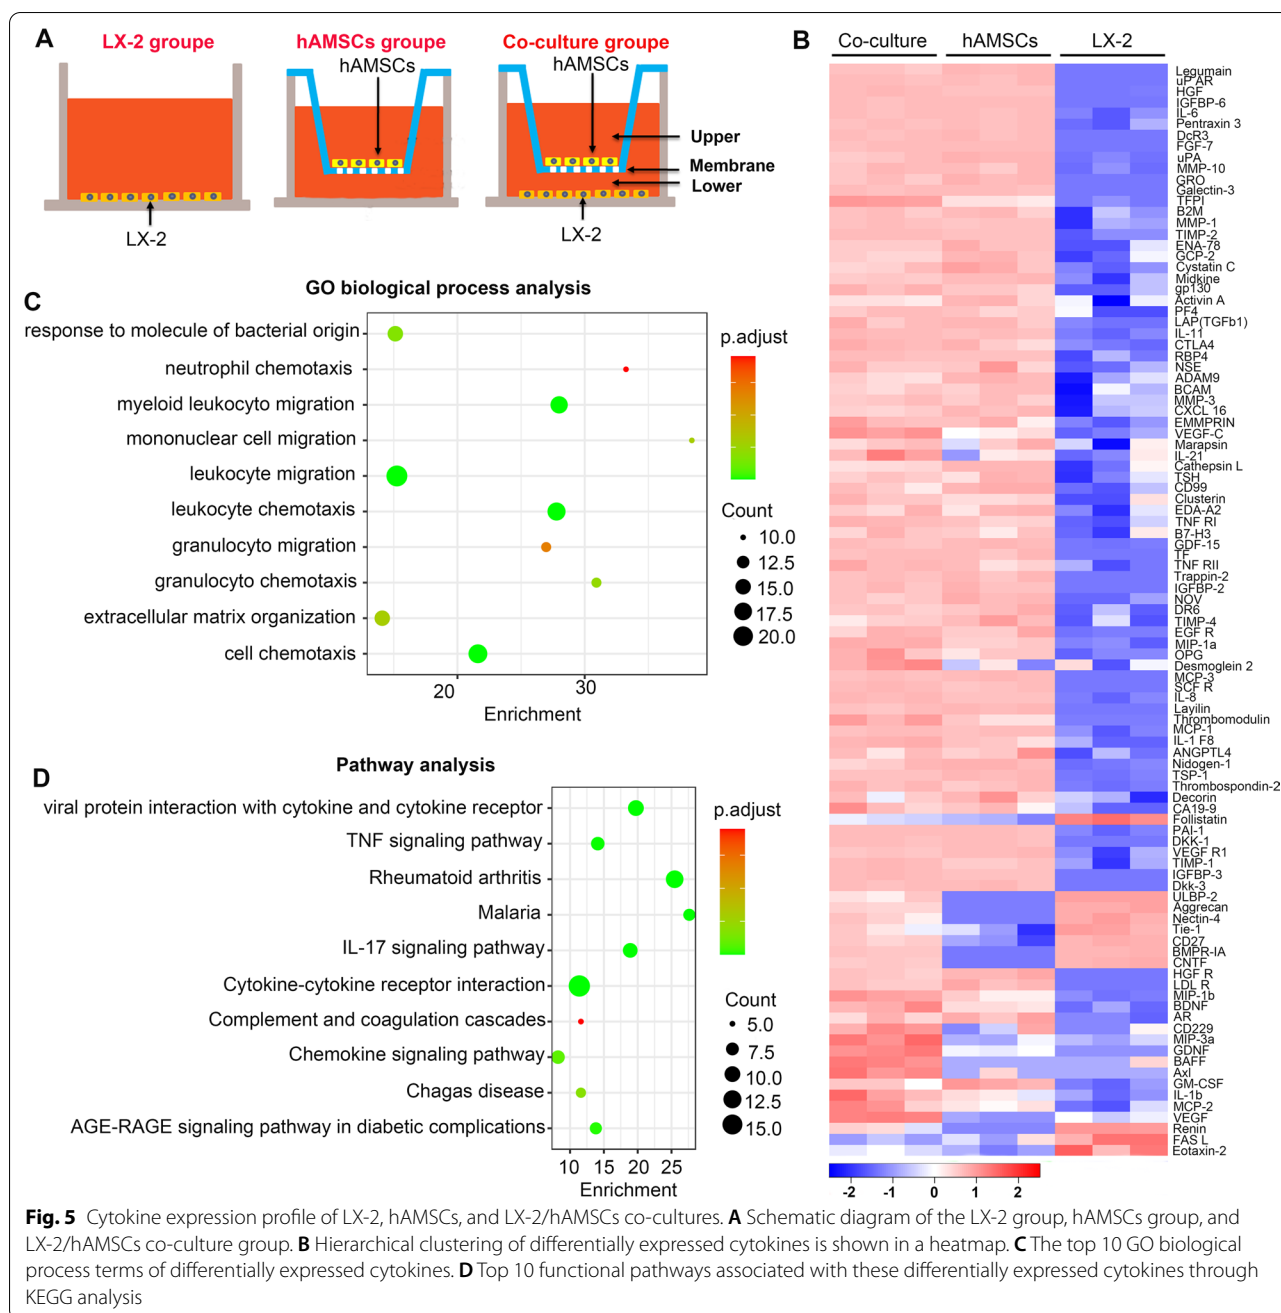 A
LX-2 groupe
hAMSCs groupe
Co-culture groupe
hAMSCs
hAMSCs
Upper
Membrane
Lower
LX-2
LX-2
B
Co-culture
hAMSCs
LX-2
Legumain
uP AR
HGF
IGFBP-6
IL-6
Pentraxin 3
DcR3
FGF-7
uPA
MMP-10
GRO
Galectin-3
TFPI
B2M
MMP-1
TIMP-2
ENA-78
GCP-2
Cystatin C
Midkine
gp130
Activin A
PF4
LAP(TGFb1)
IL-11
CTLA4
RBP4
NSE
ADAM9
BCAM
MMP-3
CXCL 16
EMMPRIN
VEGF-C
Marapsin
IL-21
Cathepsin L
TSH
CD99
Clusterin
EDA-A2
TNF RI
B7-H3
GDF-15
TF
TNF RII
Trappin-2
IGFBP-2
NOV
DR6
TIMP-4
EGF R
MIP-1a
OPG
Desmoglein 2
MCP-3
SCF R
IL-8
Layilin
Thrombomodulin
MCP-1
IL-1 F8
ANGPTL4
Nidogen-1
TSP-1
Thrombospondin-2
Decorin
CA19-9
Follistatin
PAI-1
DKK-1
VEGF R1
TIMP-1
IGFBP-3
Dkk-3
ULBP-2
Aggrecan
Nectin-4
Tie-1
CD27
BMPR-IA
CNTF
HGF R
LDL R
MIP-1b
BDNF
AR
CD229
MIP-3a
GDNF
BAFF
Axl
GM-CSF
IL-1b
MCP-2
VEGF
Renin
FAS L
Eotaxin-2
-2 -1 0 1 2
C
GO biological process analysis
response to molecule of bacterial origin
neutrophil chemotaxis
myeloid leukocyto migration
mononuclear cell migration
leukocyte migration
leukocyte chemotaxis
granulocyto migration
granulocyto chemotaxis
extracellular matrix organization
cell chemotaxis
20 30
Enrichment
p.adjust
Count
10.0
12.5
15.0
17.5
20.0
D
Pathway analysis
viral protein interaction with cytokine and cytokine receptor
TNF signaling pathway
Rheumatoid arthritis
Malaria
IL-17 signaling pathway
Cytokine-cytokine receptor interaction
Complement and coagulation cascades
Chemokine signaling pathway
Chagas disease
AGE-RAGE signaling pathway in diabetic complications
10 15 20 25
Enrichment
p.adjust
Count
5.0
7.5
10.0
12.5
15.0
Fig. 5 Cytokine expression profile of LX-2, hAMSCs, and LX-2/hAMSCs co-cultures. A Schematic diagram of the LX-2 group, hAMSCs group, and
LX-2/hAMSCs co-culture group. B Hierarchical clustering of differentially expressed cytokines is shown in a heatmap. C The top 10 GO biological
process terms of differentially expressed cytokines. D Top 10 functional pathways associated with these differentially expressed cytokines through
KEGG analysis